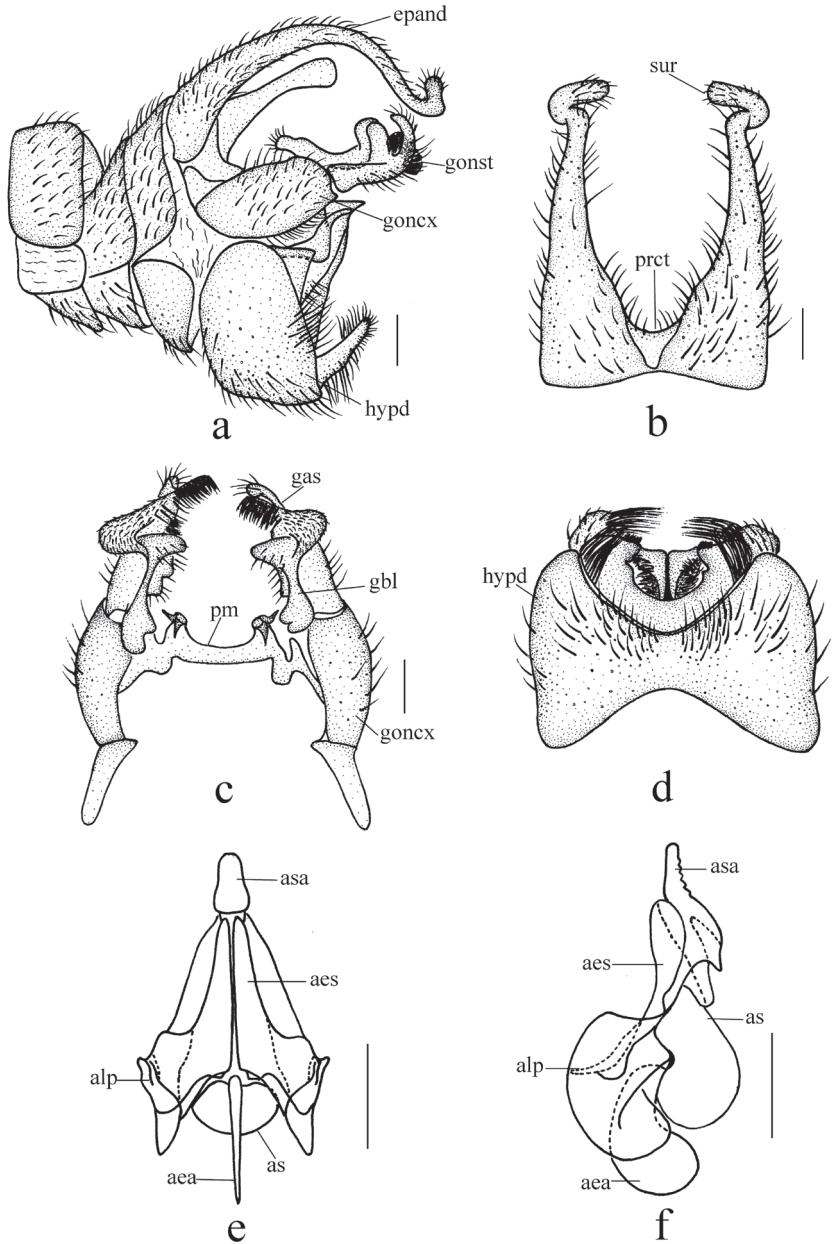 epand
gonst
goncx
hypd
a
sur
prct
b
gas
gbl
pm
goncx
c
hypd
d
asa
aes
alp
as
aea
e
asa
aes
as
alp
aea
f